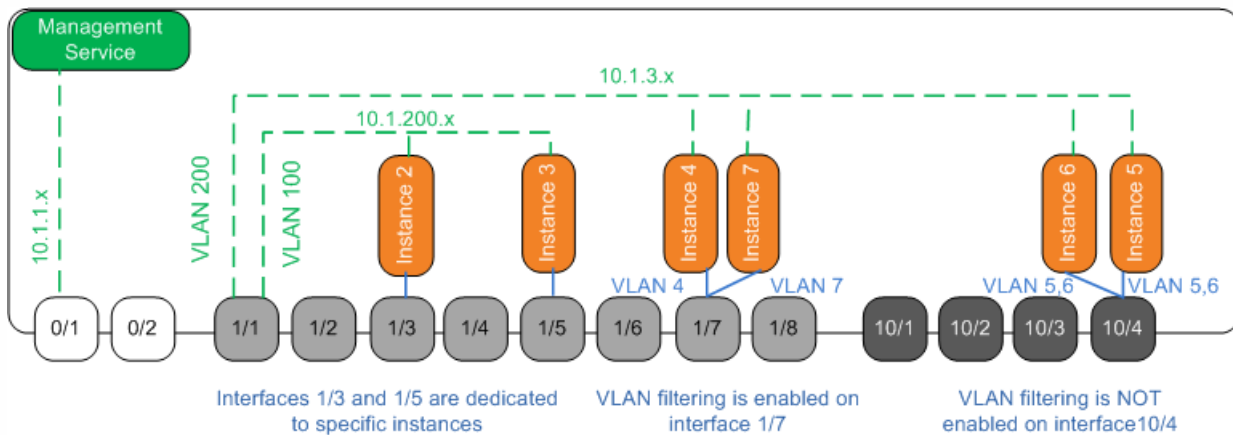 Management
Service
10.1.3.x
10.1.200.x
10.1.1.x
VLAN 200
VLAN 100
Instance 2
Instance 3
Instance 4
Instance 7
Instance 6
Instance 5
VLAN 4
VLAN 7
VLAN 5,6
VLAN 5,6
0/1
0/2
1/1
1/2
1/3
1/4
1/5
1/6
1/7
1/8
10/1
10/2
10/3
10/4
Interfaces 1/3 and 1/5 are dedicated
to specific instances
VLAN filtering is enabled on
interface 1/7
VLAN filtering is NOT
enabled on interface10/4